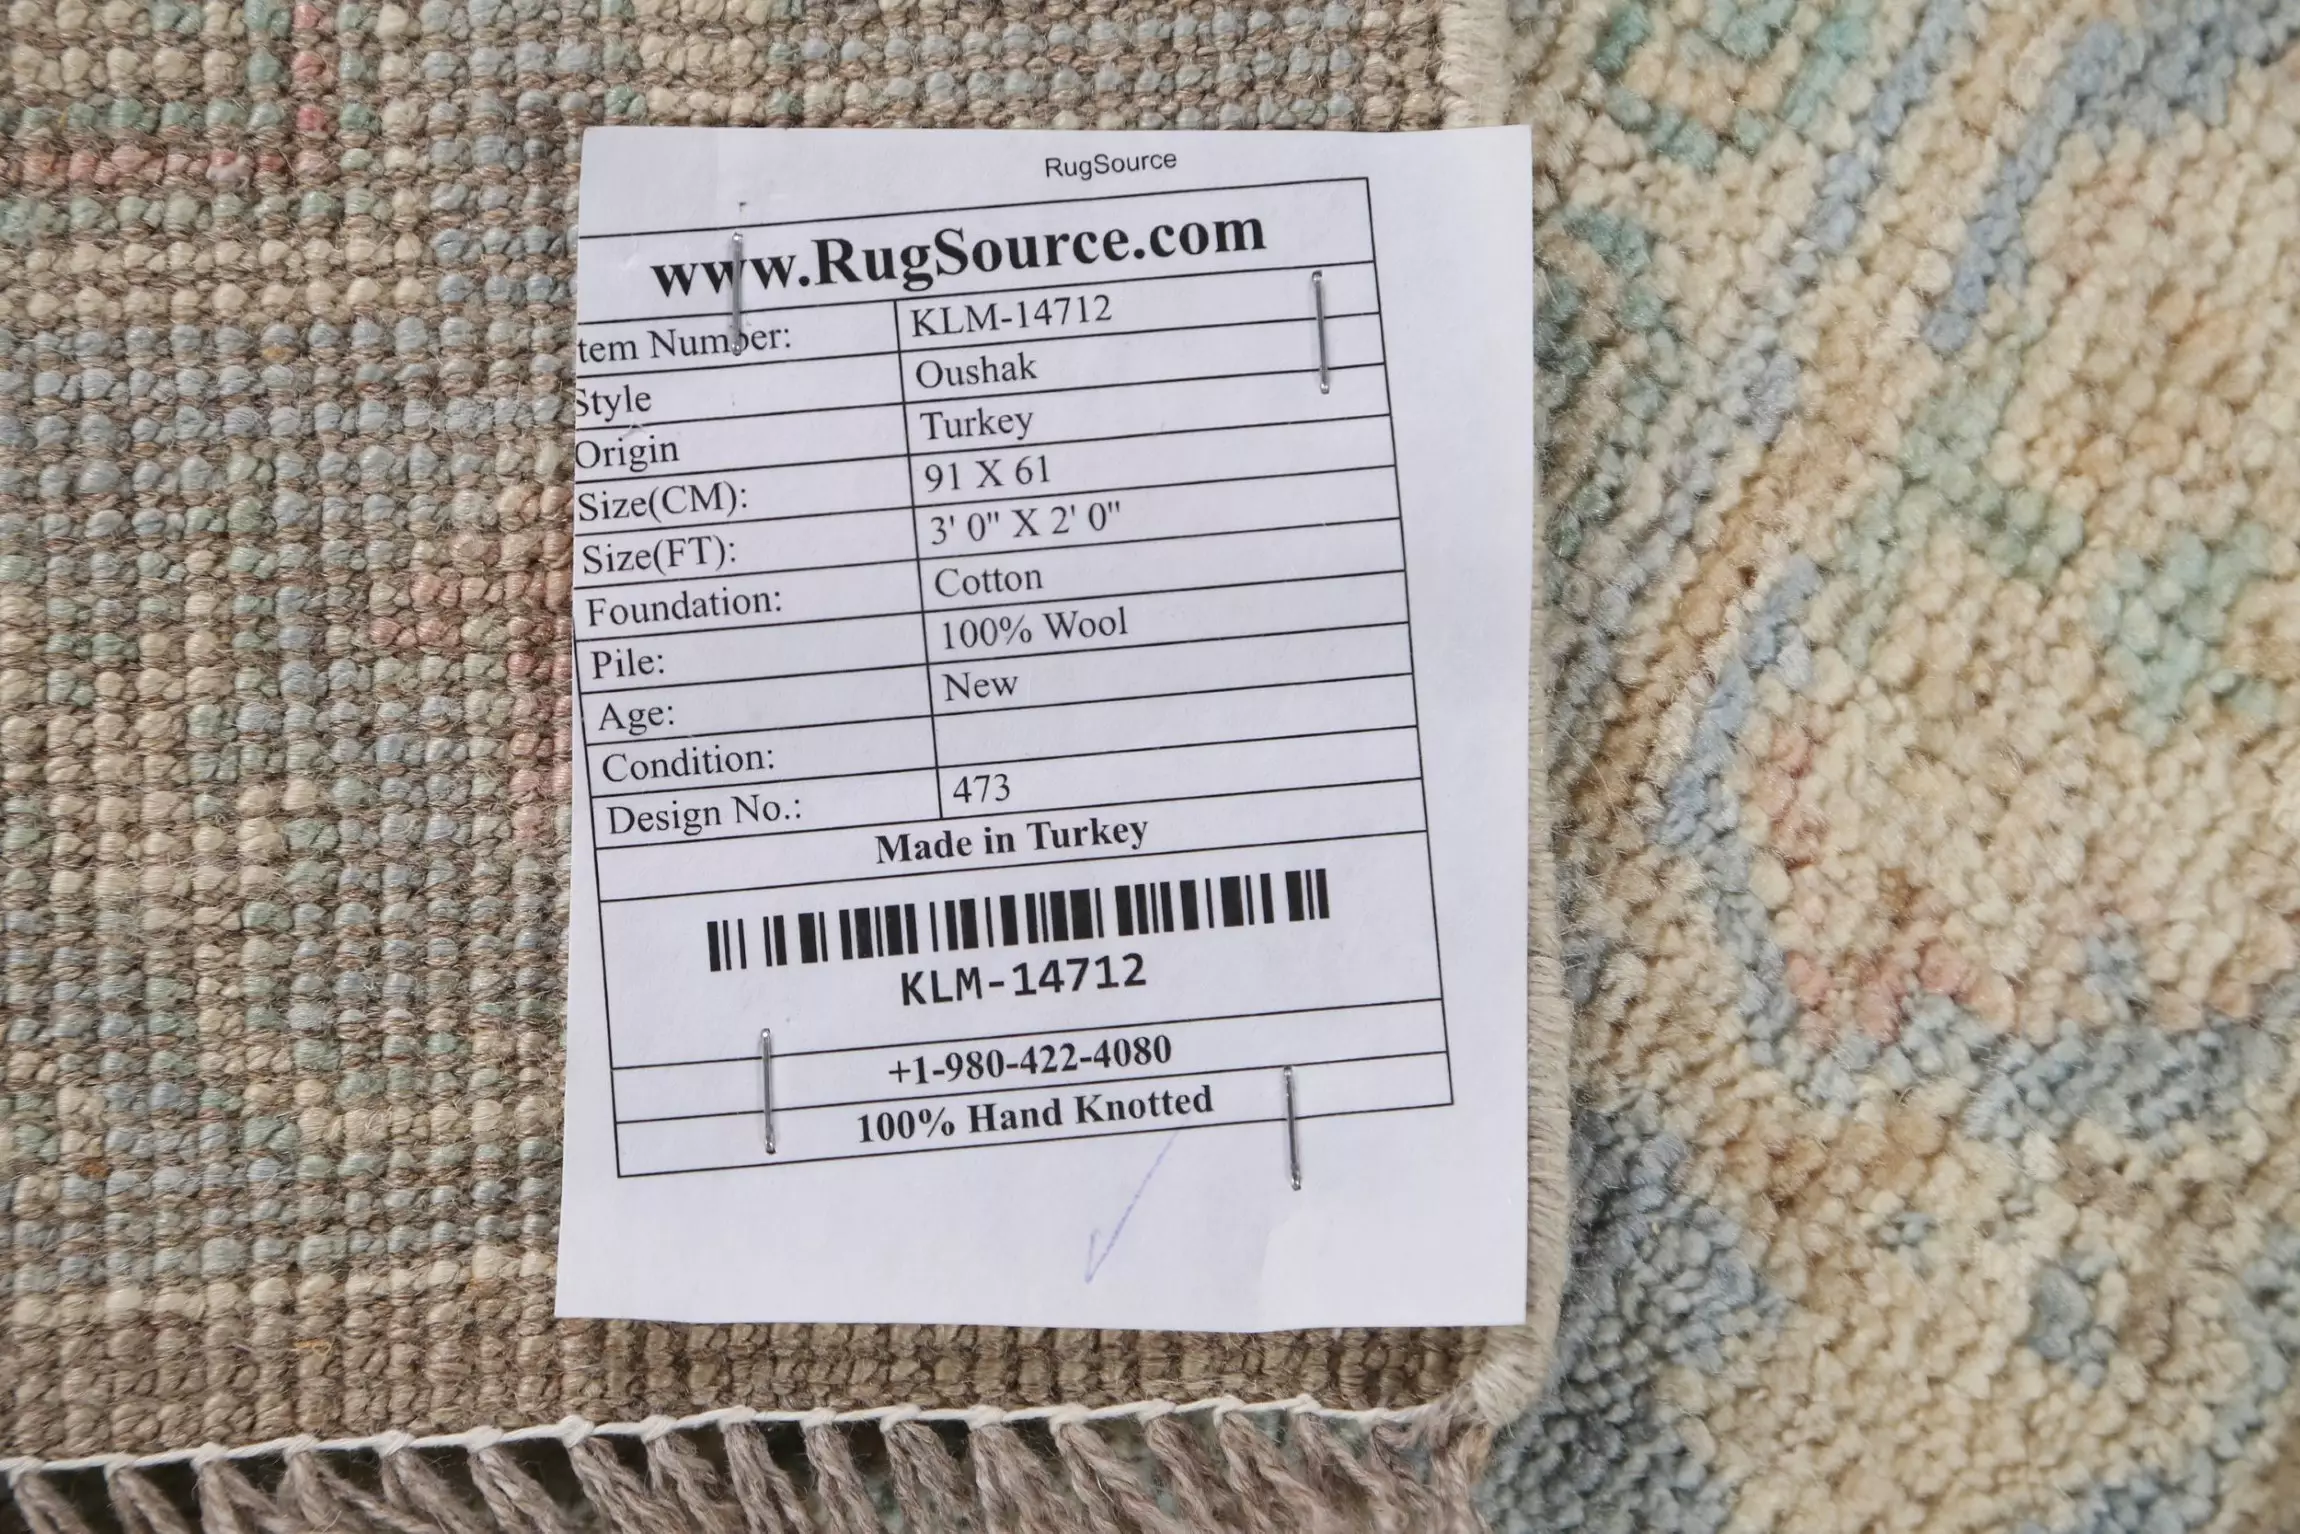 RugSource
www.RugSource.com
tem Number: KLM-14712
Style Oushak
Origin Turkey
Size(CM): 91 X 61
Size(FT): 3' 0" X 2' 0"
Foundation: Cotton
Pile: 100% Wool
Age: New
Condition:
Design No.: 473
Made in Turkey
KLM-14712
+1-980-422-4080
100% Hand Knotted